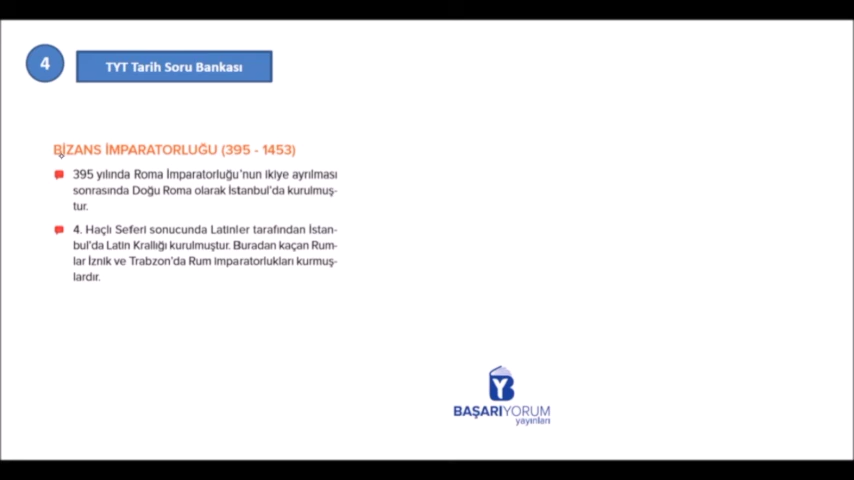 4
TYT Tarih Soru Bankası
BİZANS İMPARATORLUĞU (395 - 1453)
395 yılında Roma İmparatorluğu'nun ikiye ayrılması
sonrasında Doğu Roma olarak İstanbul'da kurulmuş-
tur.
4. Haçlı Seferi sonucunda Latinler tarafından İstan-
bul'da Latin Krallığı kurulmuştur. Buradan kaçan Rum-
lar İznik ve Trabzon'da Rum imparatorlukları kurmuş-
lardır.
BAŞARIYORUM
yayınları